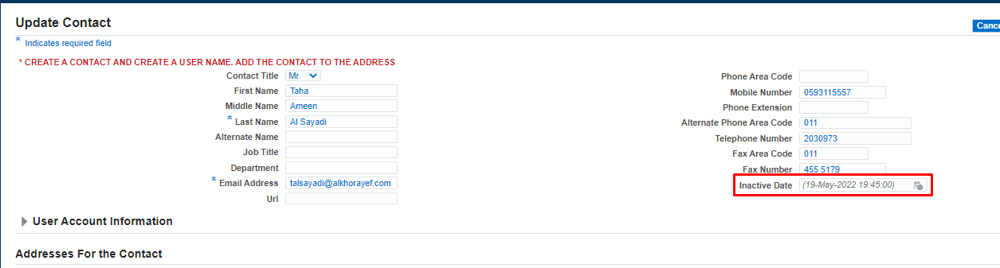 Update Contact
* Indicates required field
* CREATE A CONTACT AND CREATE A USER NAME. ADD THE CONTACT TO THE ADDRESS
Contact Title Mr.
First Name Taha
Middle Name Ameen
* Last Name Al Sayadi
Alternate Name
Job Title
Department
* Email Address talsayadi@alkhorayef.com
Url
Phone Area Code
Mobile Number 0593115557
Phone Extension
Alternate Phone Area Code 011
Telephone Number 2030973
Fax Area Code 011
Fax Number 455 5179
Inactive Date (19-May-2022 19:45:00)
User Account Information
Addresses For the Contact